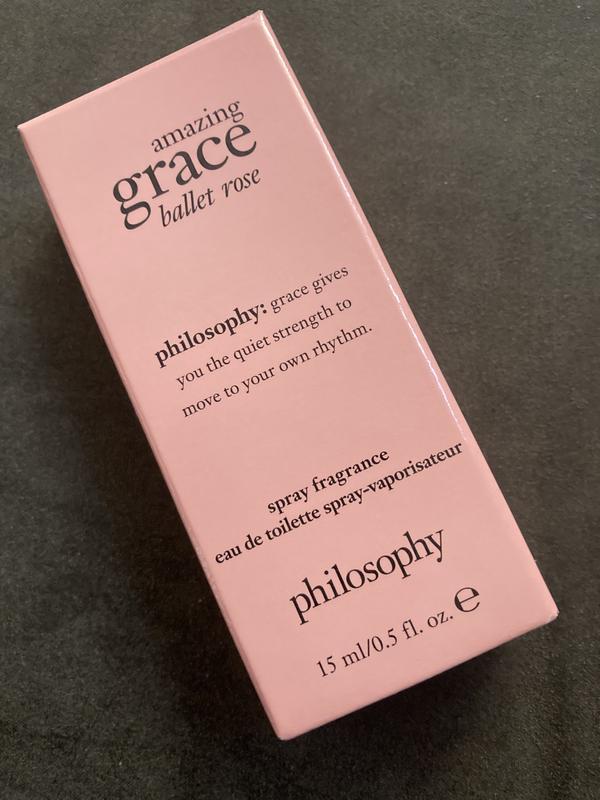 amazing
grace
ballet rose
philosophy: grace gives
you the quiet strength to
move to your own rhythm.
spray fragrance
eau de toilette spray-vaporisateur
philosophy
15 ml/0.5 fl. oz. ℮